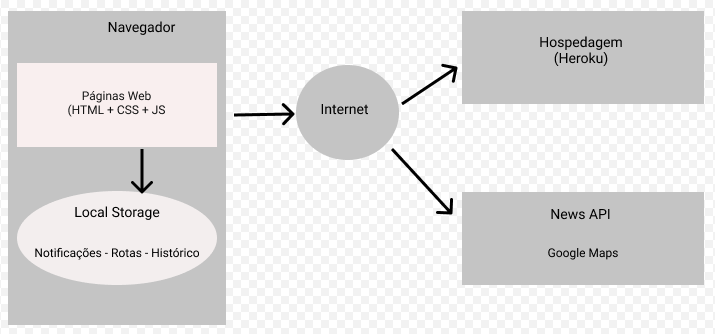 Navegador
Páginas Web
(HTML + CSS + JS
Local Storage
Notificações - Rotas - Histórico
Internet
Hospedagem
(Heroku)
News API
Google Maps